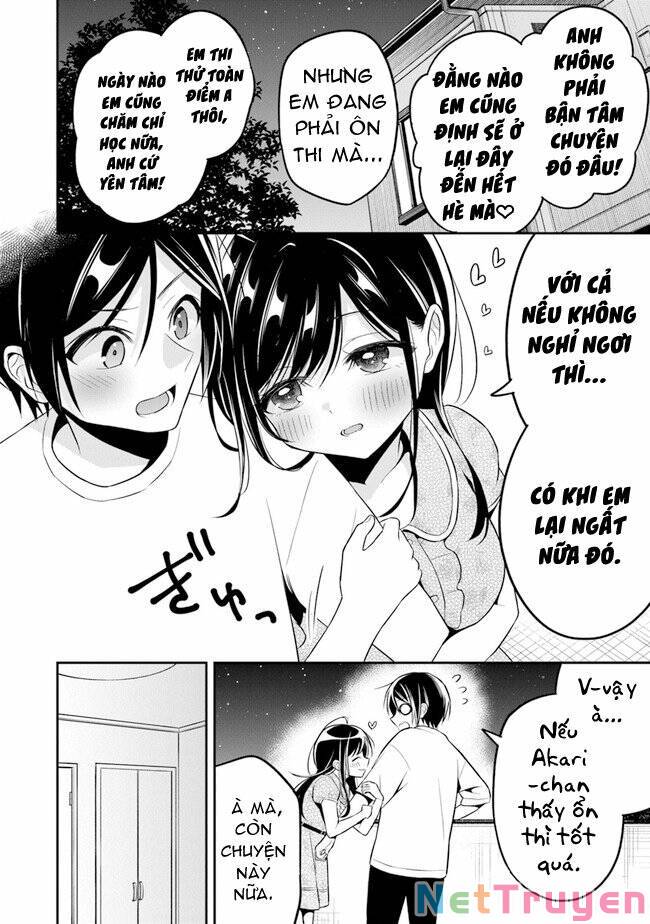 ANH
KHÔNG
PHẢI
BẬN TÂM
CHUYỆN
ĐÓ ĐÂU!
ĐẰNG NÀO
EM CŨNG
ĐỊNH SẼ Ở
LẠI ĐÂY
ĐẾN HẾT
HÈ MÀ♡
NHƯNG
EM ĐANG
PHẢI ÔN
THI MÀ...
EM THI
THỬ TOÀN
ĐIỂM A
THÔI,
NGÀY NÀO
EM CŨNG
CHĂM CHỈ
HỌC NỮA,
ANH CỨ
YÊN TÂM!
VỚI CẢ
NẾU KHÔNG
NGHỈ NGƠI
THÌ...
CÓ KHI EM
LẠI NGẤT
NỮA ĐÓ.
ぎゅっ
V-vậy
à...
Nếu
Akari
-chan
thấy ổn
thì tốt
quá.
À MÀ,
CÒN
CHUYỆN
NÀY
NỮA.
NetTruyen